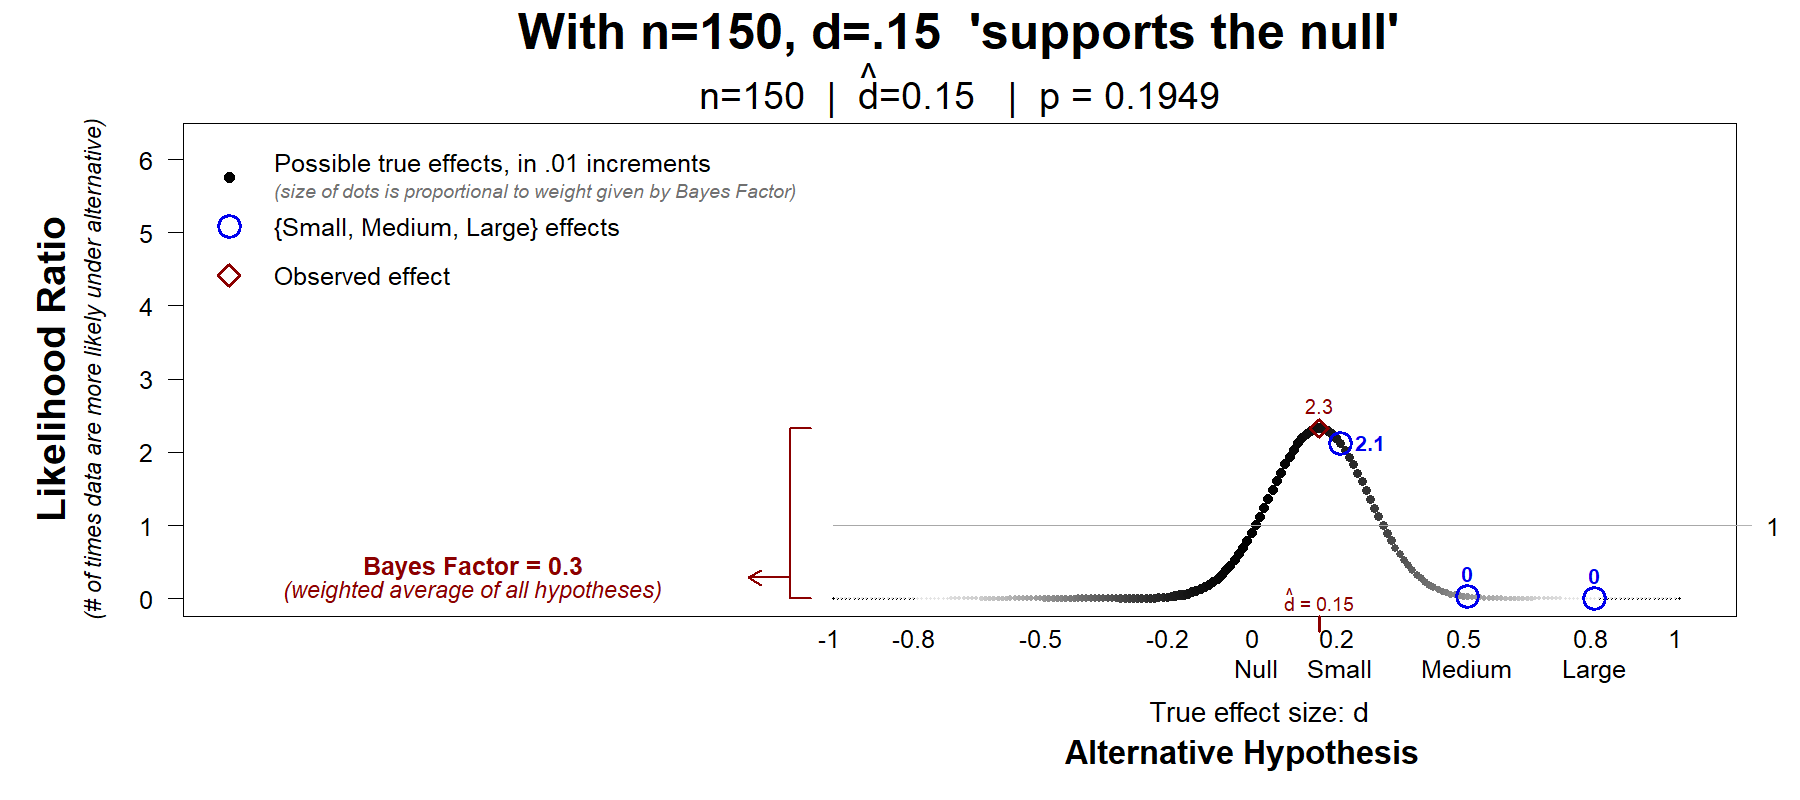 With n=150, d=.15 'supports the null'
n=150 | d̂=0.15 | p = 0.1949
Likelihood Ratio
(# of times data are more likely under alternative)
6
5
4
3
2
1
0
Possible true effects, in .01 increments
(size of dots is proportional to weight given by Bayes Factor)
{Small, Medium, Large} effects
Observed effect
2.3
2.1
1
Bayes Factor = 0.3
(weighted average of all hypotheses)
0
0
d̂ = 0.15
-1 -0.8 -0.5 -0.2 0 0.2 0.5 0.8 1
Null Small Medium Large
True effect size: d
Alternative Hypothesis